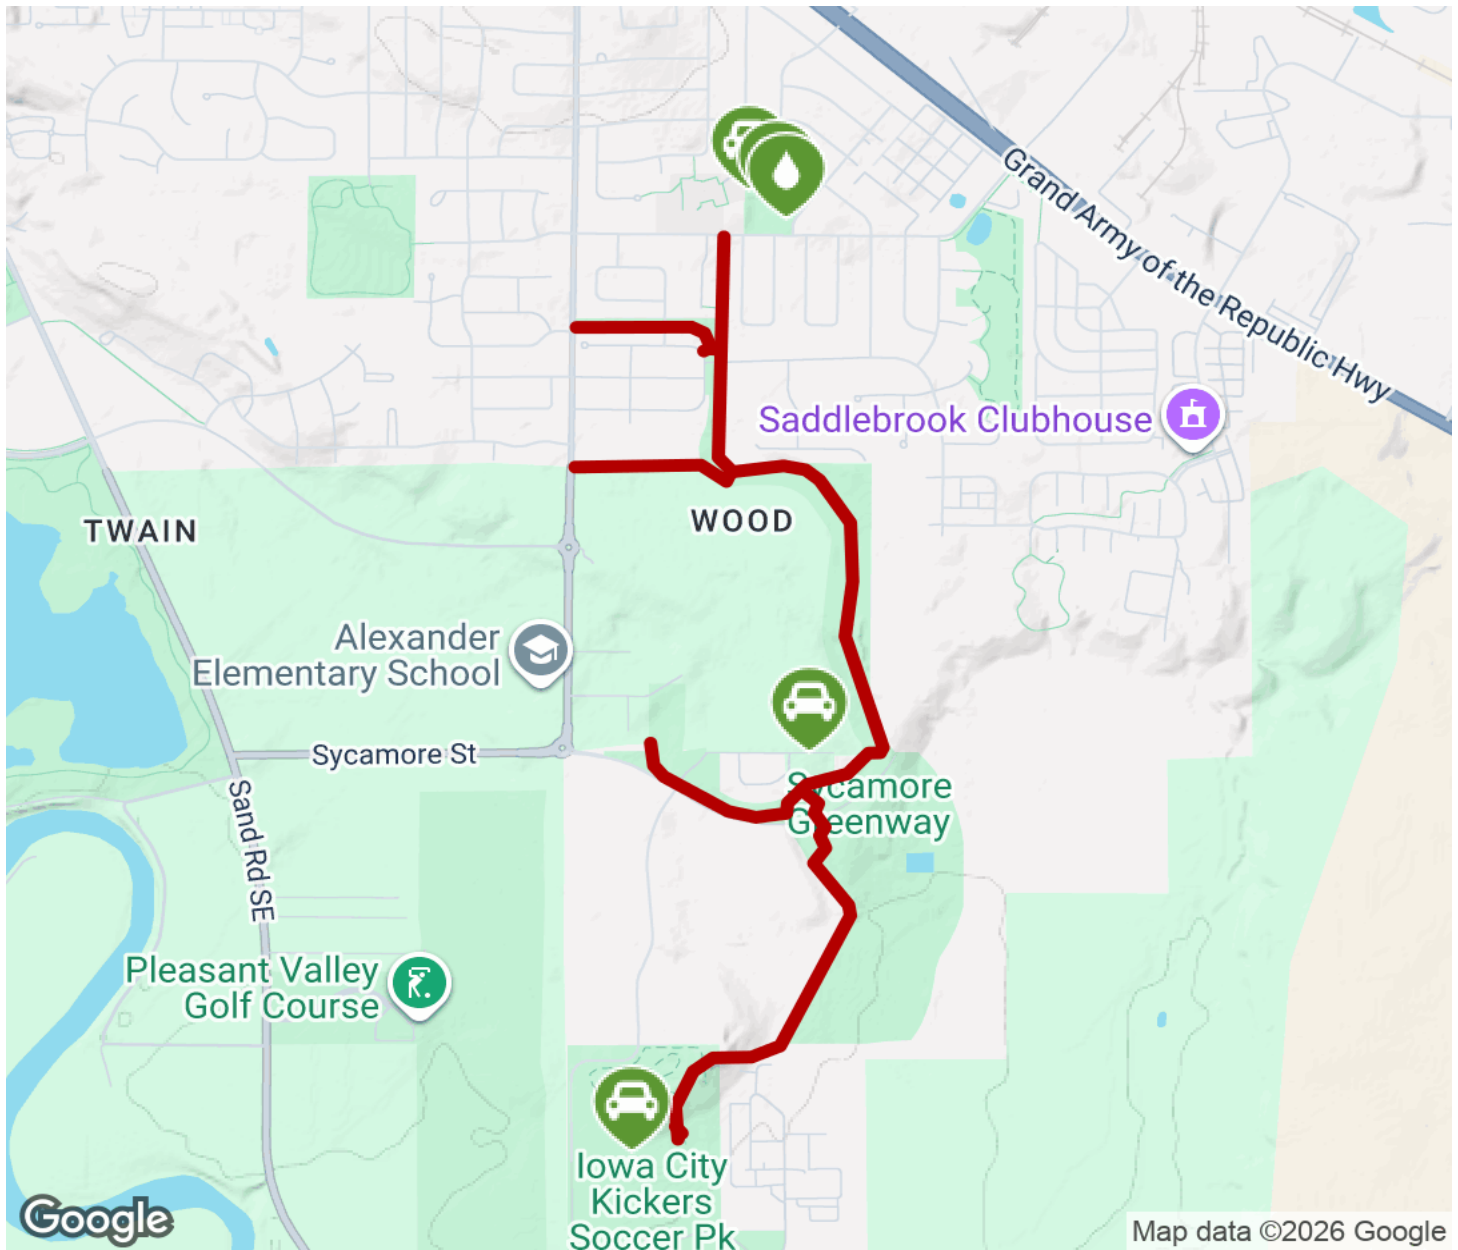 Grand Army of the Republic Hwy
Saddlebrook Clubhouse
TWAIN
WOOD
Alexander
Elementary School
Sycamore St
Sycamore
Greenway
Sand Rd SE
Pleasant Valley
Golf Course
Iowa City
Kickers
Soccer Pk
Google
Map data ©2026 Google